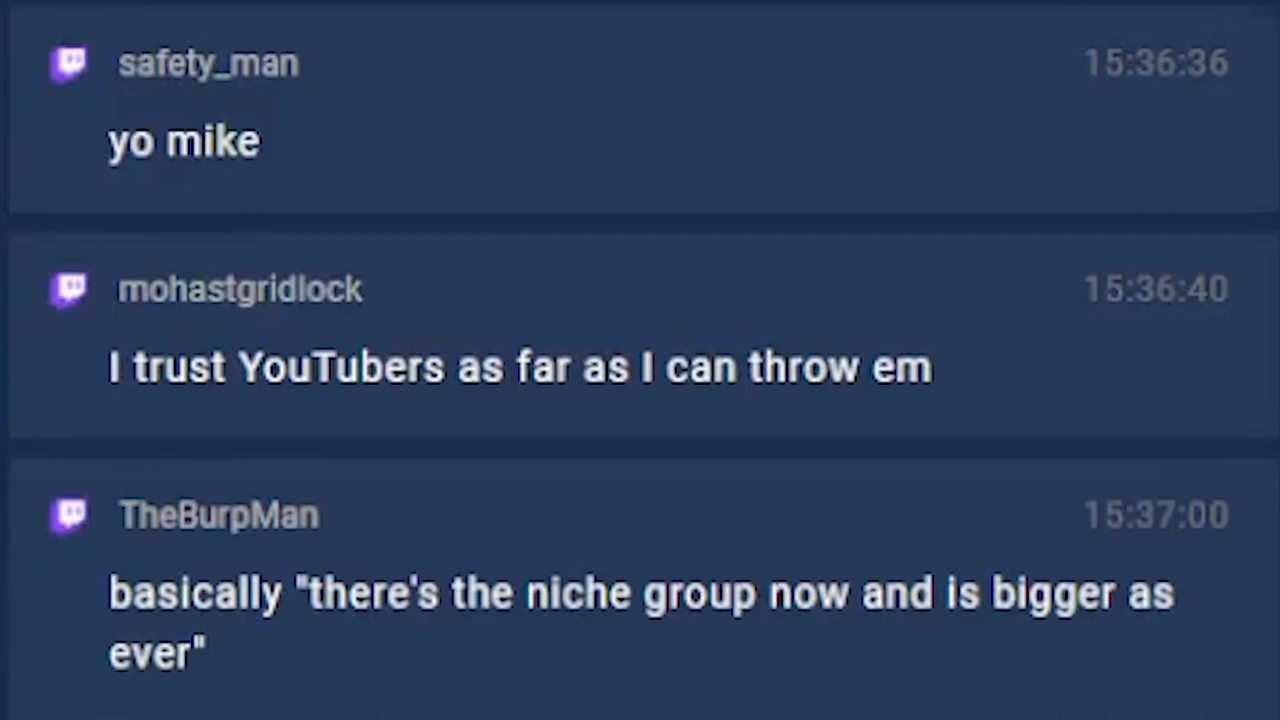 safety_man 15:36:36
yo mike
mohastgridlock 15:36:40
I trust YouTubers as far as I can throw em
TheBurpMan 15:37:00
basically "there's the niche group now and is bigger as
ever"